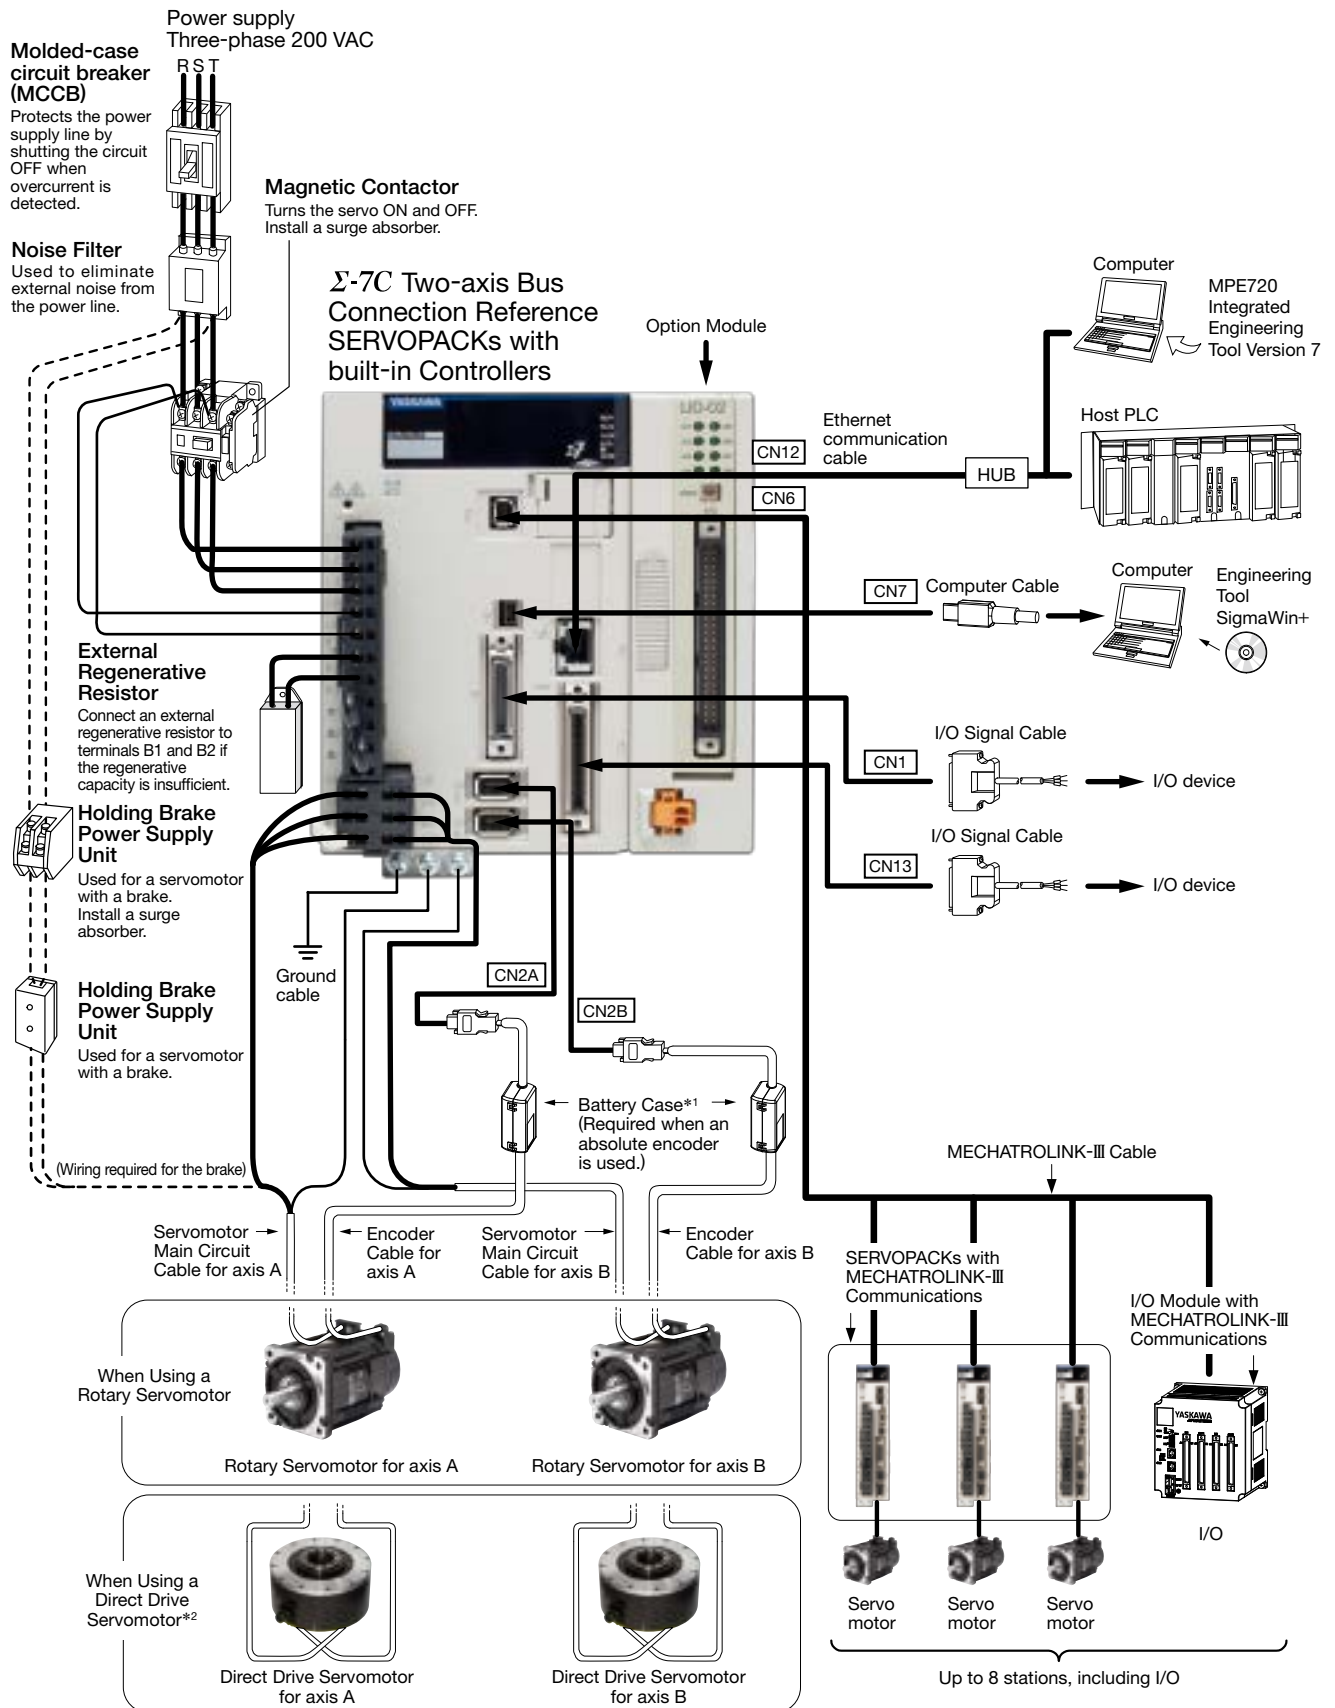 Power supply
Three-phase 200 VAC
R S T
Molded-case
circuit breaker
(MCCB)
Protects the power
supply line by
shutting the circuit
OFF when
overcurrent is
detected.
Magnetic Contactor
Turns the servo ON and OFF.
Install a surge absorber.
Noise Filter
Used to eliminate
external noise from
the power line.
Σ-7C Two-axis Bus
Connection Reference
SERVOPACKs with
built-in Controllers
Option Module
YASKAWA
LIO-02
Computer
MPE720
Integrated
Engineering
Tool Version 7
Host PLC
Ethernet
communication
cable
CN12
HUB
CN6
CN7
Computer Cable
Computer
Engineering
Tool
SigmaWin+
External
Regenerative
Resistor
Connect an external
regenerative resistor to
terminals B1 and B2 if
the regenerative
capacity is insufficient.
I/O Signal Cable
CN1
I/O device
I/O Signal Cable
CN13
I/O device
Holding Brake
Power Supply
Unit
Used for a servomotor
with a brake.
Install a surge
absorber.
Ground
cable
CN2A
CN2B
Holding Brake
Power Supply
Unit
Used for a servomotor
with a brake.
Battery Case*1
(Required when an
absolute encoder
is used.)
(Wiring required for the brake)
MECHATROLINK-III Cable
Servomotor
Main Circuit
Cable for axis A
Encoder
Cable for
axis A
Servomotor
Main Circuit
Cable for axis B
Encoder
Cable for axis B
SERVOPACKs with
MECHATROLINK-III
Communications
I/O Module with
MECHATROLINK-III
Communications
YASKAWA
When Using a
Rotary Servomotor
Rotary Servomotor for axis A
Rotary Servomotor for axis B
I/O
When Using a
Direct Drive
Servomotor*2
Direct Drive Servomotor
for axis A
Direct Drive Servomotor
for axis B
Servo
motor
Servo
motor
Servo
motor
Up to 8 stations, including I/O